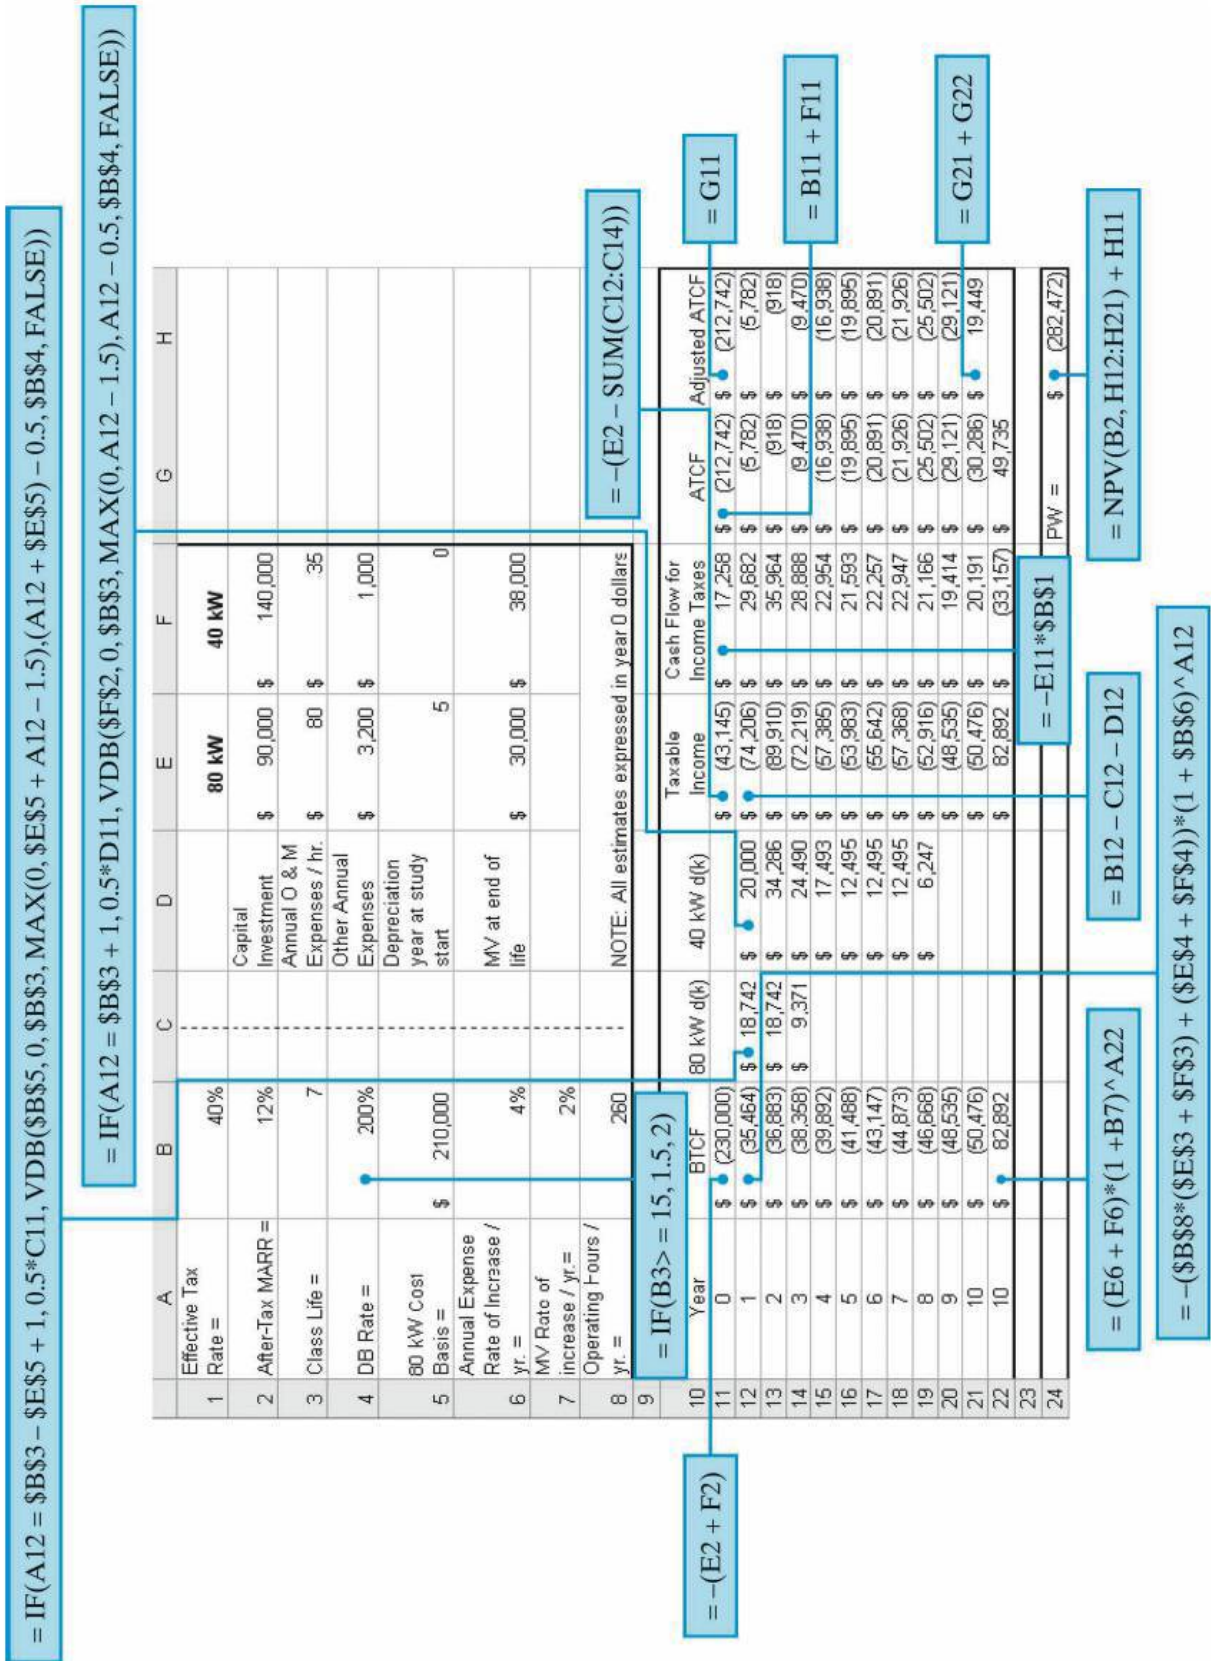 = IF(A12 = $B$3 − $E$5 + 1, 0.5*C11, VDB($B$5, 0, $B$3, MAX(0, $E$5 + A12 − 1.5), (A12 + $E$5) − 0.5, $B$4, FALSE))
= IF(A12 = $B$3 + 1, 0.5*D11, VDB($F$2, 0, $B$3, MAX(0, A12 − 1.5), A12 − 0.5, $B$4, FALSE))
A B C D E F G H
1 Effective Tax Rate = 40% 80 kW 40 kW
2 After-Tax MARR = 12% Capital Investment $ 90,000 $ 140,000
3 Class Life = 7 Annual O & M Expenses / hr. $ 80 $ 35
4 DB Rate = 200% Other Annual Expenses $ 3,200 $ 1,000
5 80 kW Cost Basis = $ 210,000 Depreciation year at study start 5 0
6 Annual Expense Rate of Increase / yr. = 4% MV at end of life $ 30,000 $ 38,000
7 MV Rate of increase / yr. = 2%
8 Operating Hours / yr. = 260 NOTE: All estimates expressed in year 0 dollars
9
10 Year BTCF 80 kW d(k) 40 kW d(k) Taxable Income Cash Flow for Income Taxes ATCF Adjusted ATCF
11 0 $ (230,000) $ (43,145) $ 17,258 $ (212,742) $ (212,742)
12 1 $ (35,464) $ 18,742 $ 20,000 $ (74,206) $ 29,682 $ (5,782) $ (5,782)
13 2 $ (36,883) $ 18,742 $ 34,286 $ (89,910) $ 35,964 $ (918) $ (918)
14 3 $ (38,358) $ 9,371 $ 24,490 $ (72,219) $ 28,888 $ (9,470) $ (9,470)
15 4 $ (39,892) $ 17,493 $ (57,385) $ 22,954 $ (16,938) $ (16,938)
16 5 $ (41,488) $ 12,495 $ (53,983) $ 21,593 $ (19,895) $ (19,895)
17 6 $ (43,147) $ 12,495 $ (55,642) $ 22,257 $ (20,891) $ (20,891)
18 7 $ (44,873) $ 12,495 $ (57,368) $ 22,947 $ (21,926) $ (21,926)
19 8 $ (46,668) $ 6,247 $ (52,916) $ 21,166 $ (25,502) $ (25,502)
20 9 $ (48,535) $ (48,535) $ 19,414 $ (29,121) $ (29,121)
21 10 $ (50,476) $ (50,476) $ 20,191 $ (30,286) $ 19,449
22 10 $ 82,892 $ 82,892 $ (33,157) $ 49,735
23
24 PW = $ (282,472)
= IF(B3> = 15, 1.5, 2)
= −(E2 − SUM(C12:C14))
= G11
= B11 + F11
= G21 + G22
= −(E2 + F2)
= (E6 + F6)*(1 +B7)^A22
= B12 − C12 − D12
= −E11*$B$1
= NPV(B2, H12:H21) + H11
= −($B$8*($E$3 + $F$3) + ($E$4 + $F$4))*(1 + $B$6)^A12